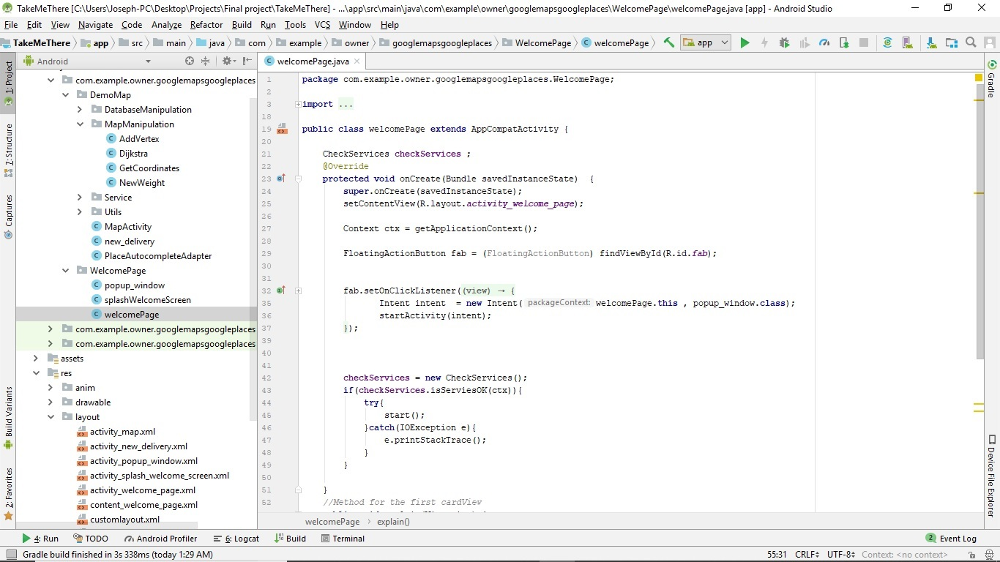 TakeMeThere [C:\Users\Joseph-PC\Desktop\Projects\Final project\TakeMeThere] - ...\app\src\main\java\com\example\owner\googlemapsgoogleplaces\WelcomePage\welcomePage.java [app] - Android Studio
File Edit View Navigate Code Analyze Refactor Build Run Tools VCS Window Help
TakeMeThere app src main java com example owner googlemapsgoogleplaces WelcomePage welcomePage app
1: Project
7: Structure
Captures
Build Variants
2: Favorites
Android
com.example.owner.googlemapsgoogleplaces
DemoMap
DatabaseManipulation
MapManipulation
AddVertex
Dijkstra
GetCoordinates
NewWeight
Service
Utils
MapActivity
new_delivery
PlaceAutocompleteAdapter
WelcomePage
popup_window
splashWelcomeScreen
welcomePage
com.example.owner.googlemapsgoogleplaces
com.example.owner.googlemapsgoogleplaces
assets
res
anim
drawable
layout
activity_map.xml
activity_new_delivery.xml
activity_popup_window.xml
activity_splash_welcome_screen.xml
activity_welcome_page.xml
content_welcome_page.xml
customlayout.xml
welcomePage.java
1 package com.example.owner.googlemapsgoogleplaces.WelcomePage;
2
3 import ...
18
19 public class welcomePage extends AppCompatActivity {
20
21 CheckServices checkServices ;
22 @Override
23 protected void onCreate(Bundle savedInstanceState) {
24 super.onCreate(savedInstanceState);
25 setContentView(R.layout.activity_welcome_page);
26
27 Context ctx = getApplicationContext();
28
29 FloatingActionButton fab = (FloatingActionButton) findViewById(R.id.fab);
30
31
32 fab.setOnClickListener((view) → {
35 Intent intent = new Intent( packageContext: welcomePage.this , popup_window.class);
36 startActivity(intent);
37 });
39
40
41
42 checkServices = new CheckServices();
43 if(checkServices.isServiesOK(ctx)){
44 try{
45 start();
46 }catch(IOException e){
47 e.printStackTrace();
48 }
49 }
50
51 }
52 //Method for the first cardView
welcomePage explain()
Gradle
Device File Explorer
4: Run TODO Android Profiler 6: Logcat Build Terminal 2 Event Log
Gradle build finished in 3s 338ms (today 1:29 AM) 55:31 CRLF UTF-8 Context: <no context>